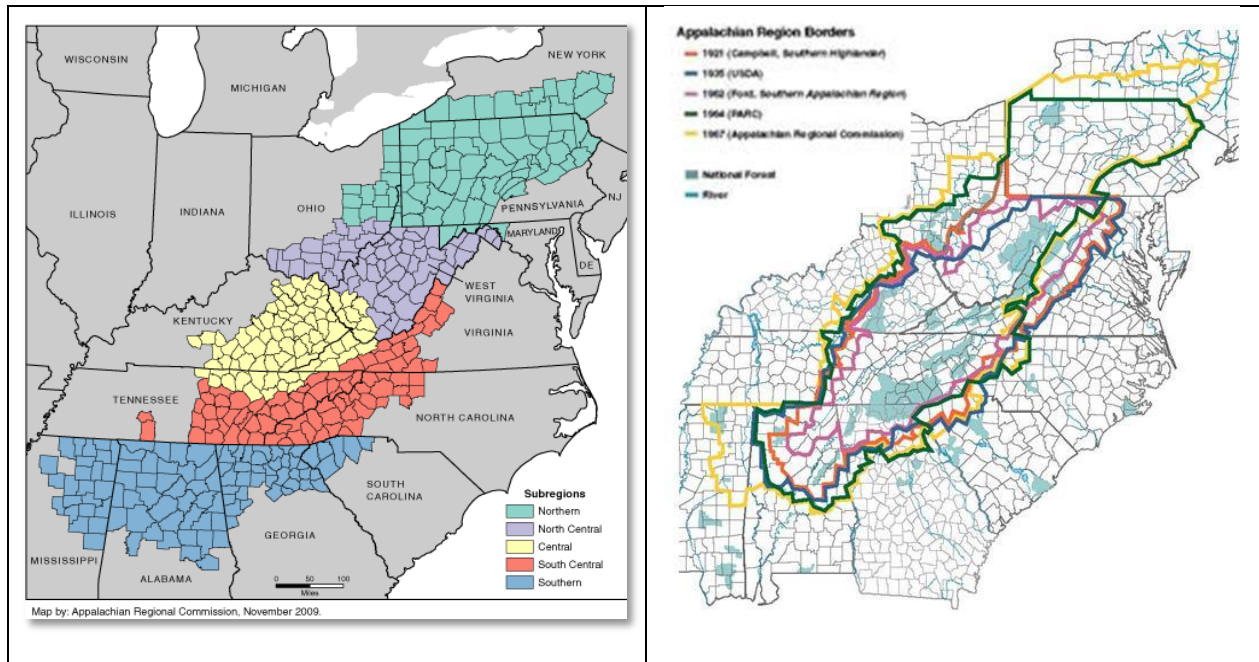 WISCONSIN
MICHIGAN
NEW YORK
ILLINOIS
INDIANA
OHIO
PENNSYLVANIA
NJ
MARYLAND
DE
WEST
VIRGINIA
KENTUCKY
VIRGINIA
TENNESSEE
NORTH CAROLINA
SOUTH
CAROLINA
GEORGIA
MISSISSIPPI
ALABAMA
Subregions
Northern
North Central
Central
South Central
Southern
0 50 100
Miles
Map by: Appalachian Regional Commission, November 2009.
Appalachian Region Borders
1921 (Campbell, Southern Highlander)
1935 (USDA)
1962 (Ford, Southern Appalachian Region)
1964 (PARC)
1967 (Appalachian Regional Commission)
National Forest
River